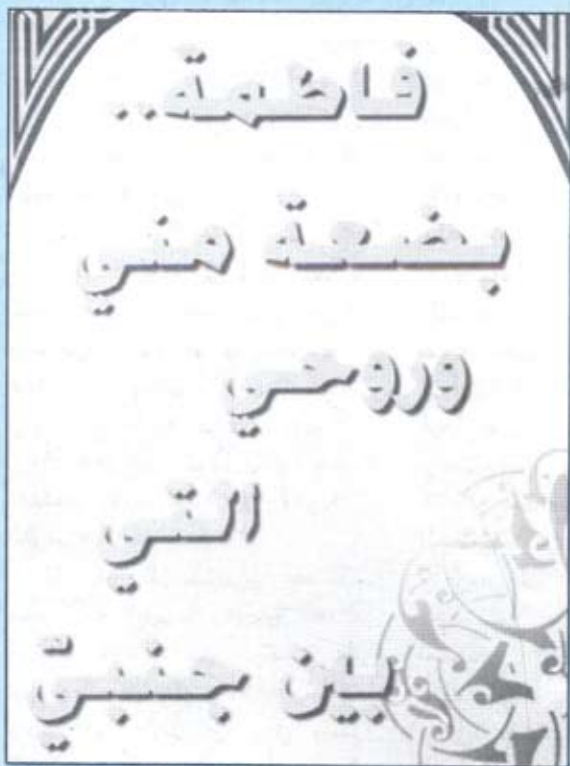 فاطمة..
بضعة مني
وروحي
التي
بين جنبيّ